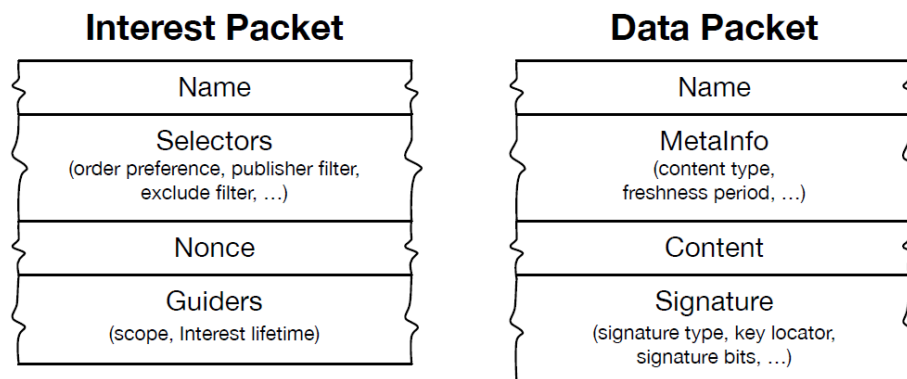 Interest Packet
Name
Selectors
(order preference, publisher filter,
exclude filter, ...)
Nonce
Guiders
(scope, Interest lifetime)
Data Packet
Name
MetaInfo
(content type,
freshness period, ...)
Content
Signature
(signature type, key locator,
signature bits, ...)